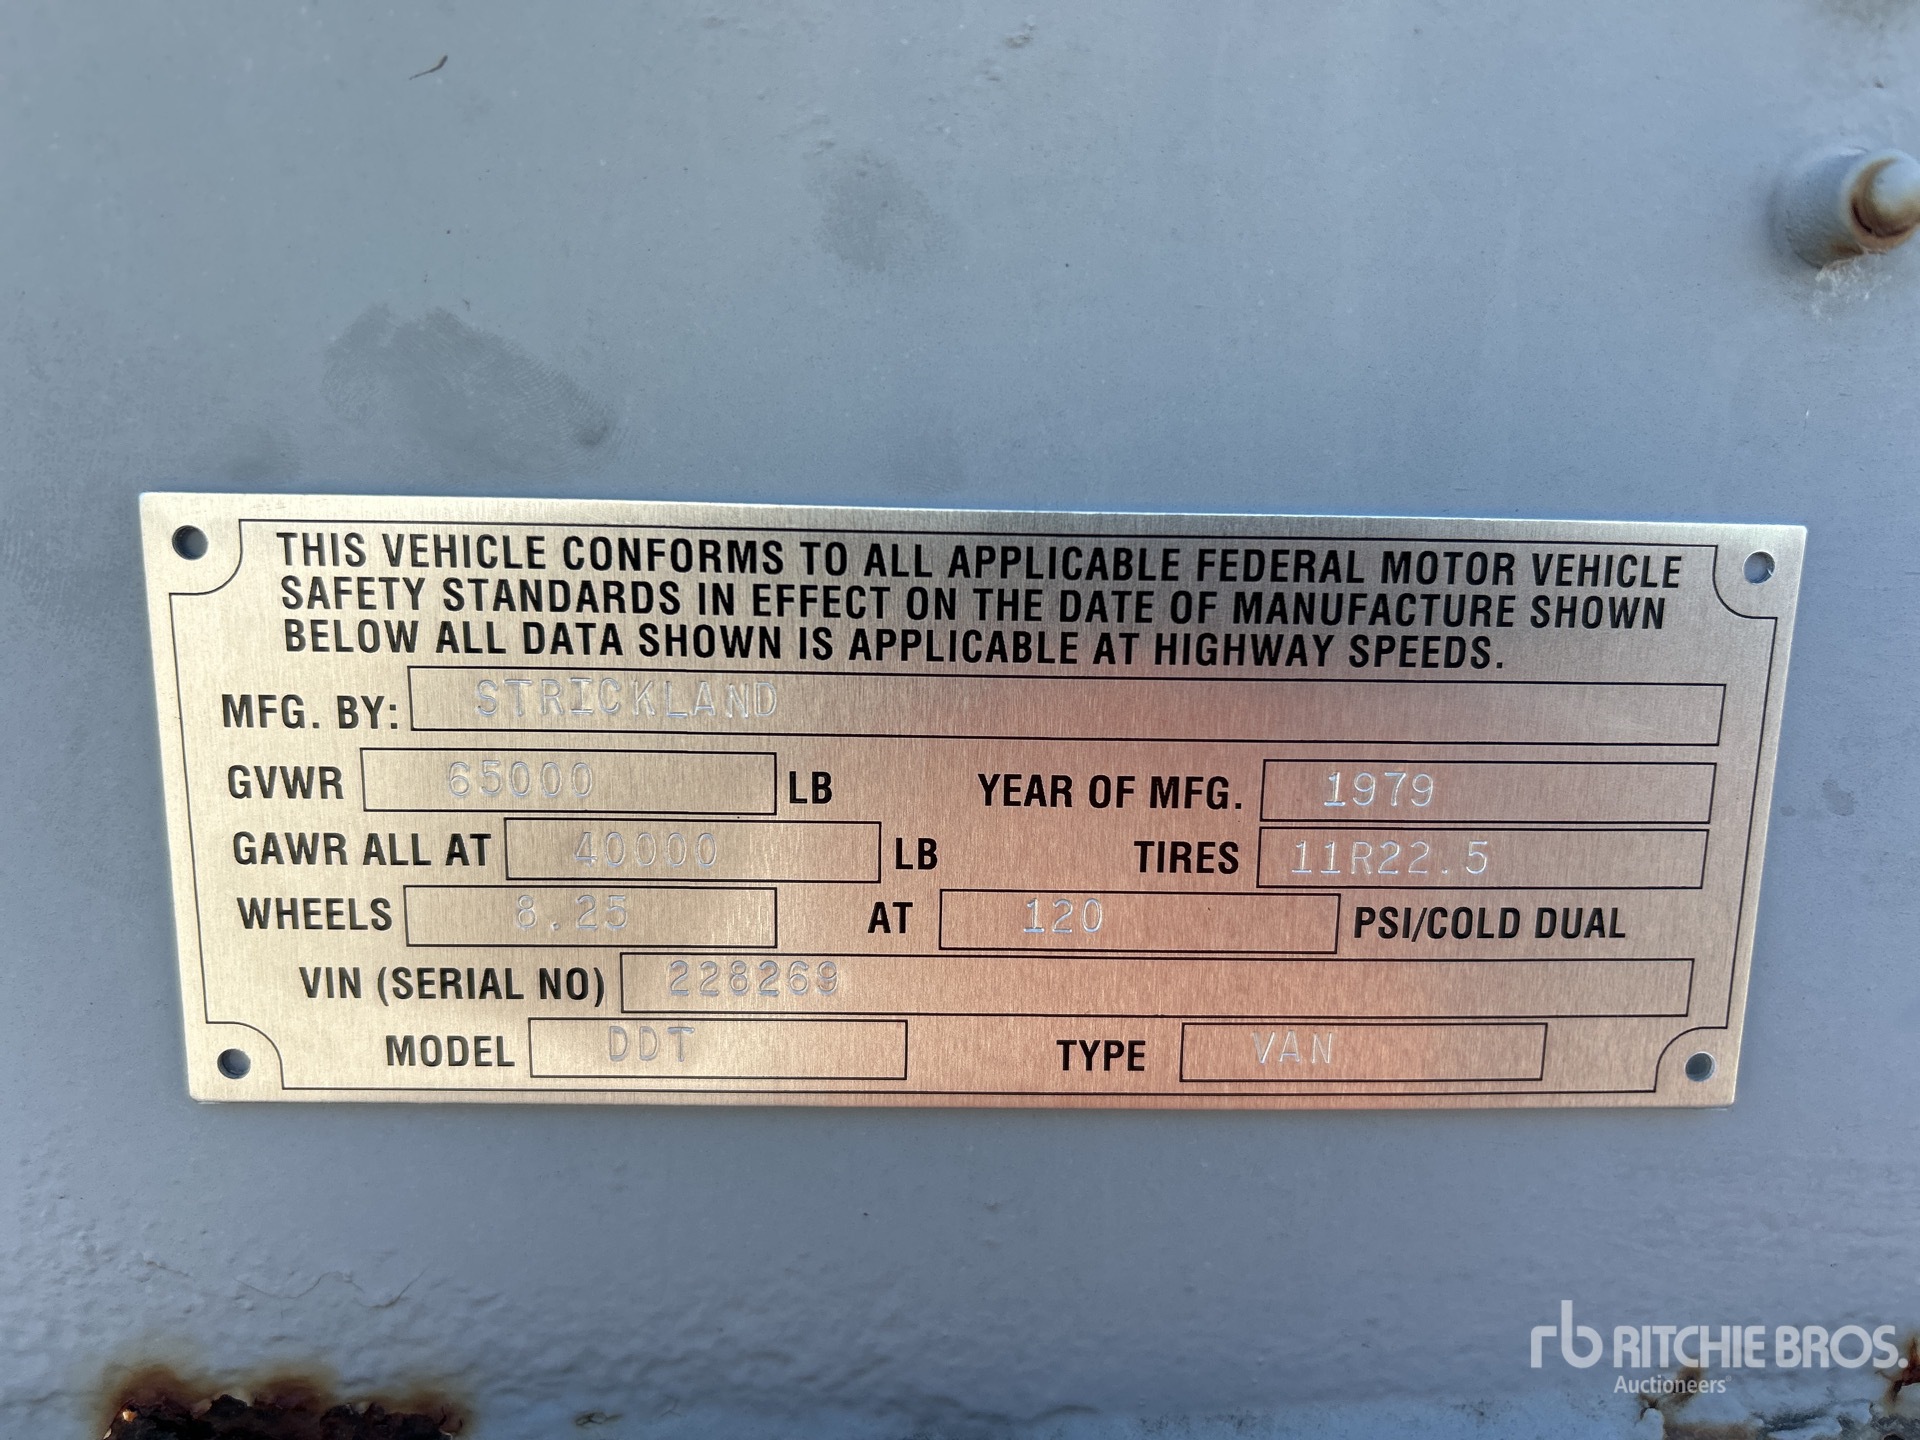 THIS VEHICLE CONFORMS TO ALL APPLICABLE FEDERAL MOTOR VEHICLE
SAFETY STANDARDS IN EFFECT ON THE DATE OF MANUFACTURE SHOWN
BELOW ALL DATA SHOWN IS APPLICABLE AT HIGHWAY SPEEDS.
MFG. BY: STRICKLAND
GVWR 65000 LB YEAR OF MFG. 1979
GAWR ALL AT 40000 LB TIRES 11R22.5
WHEELS 8.25 AT 120 PSI/COLD DUAL
VIN (SERIAL NO) 228269
MODEL DDT TYPE VAN
rb RITCHIE BROS.
Auctioneers